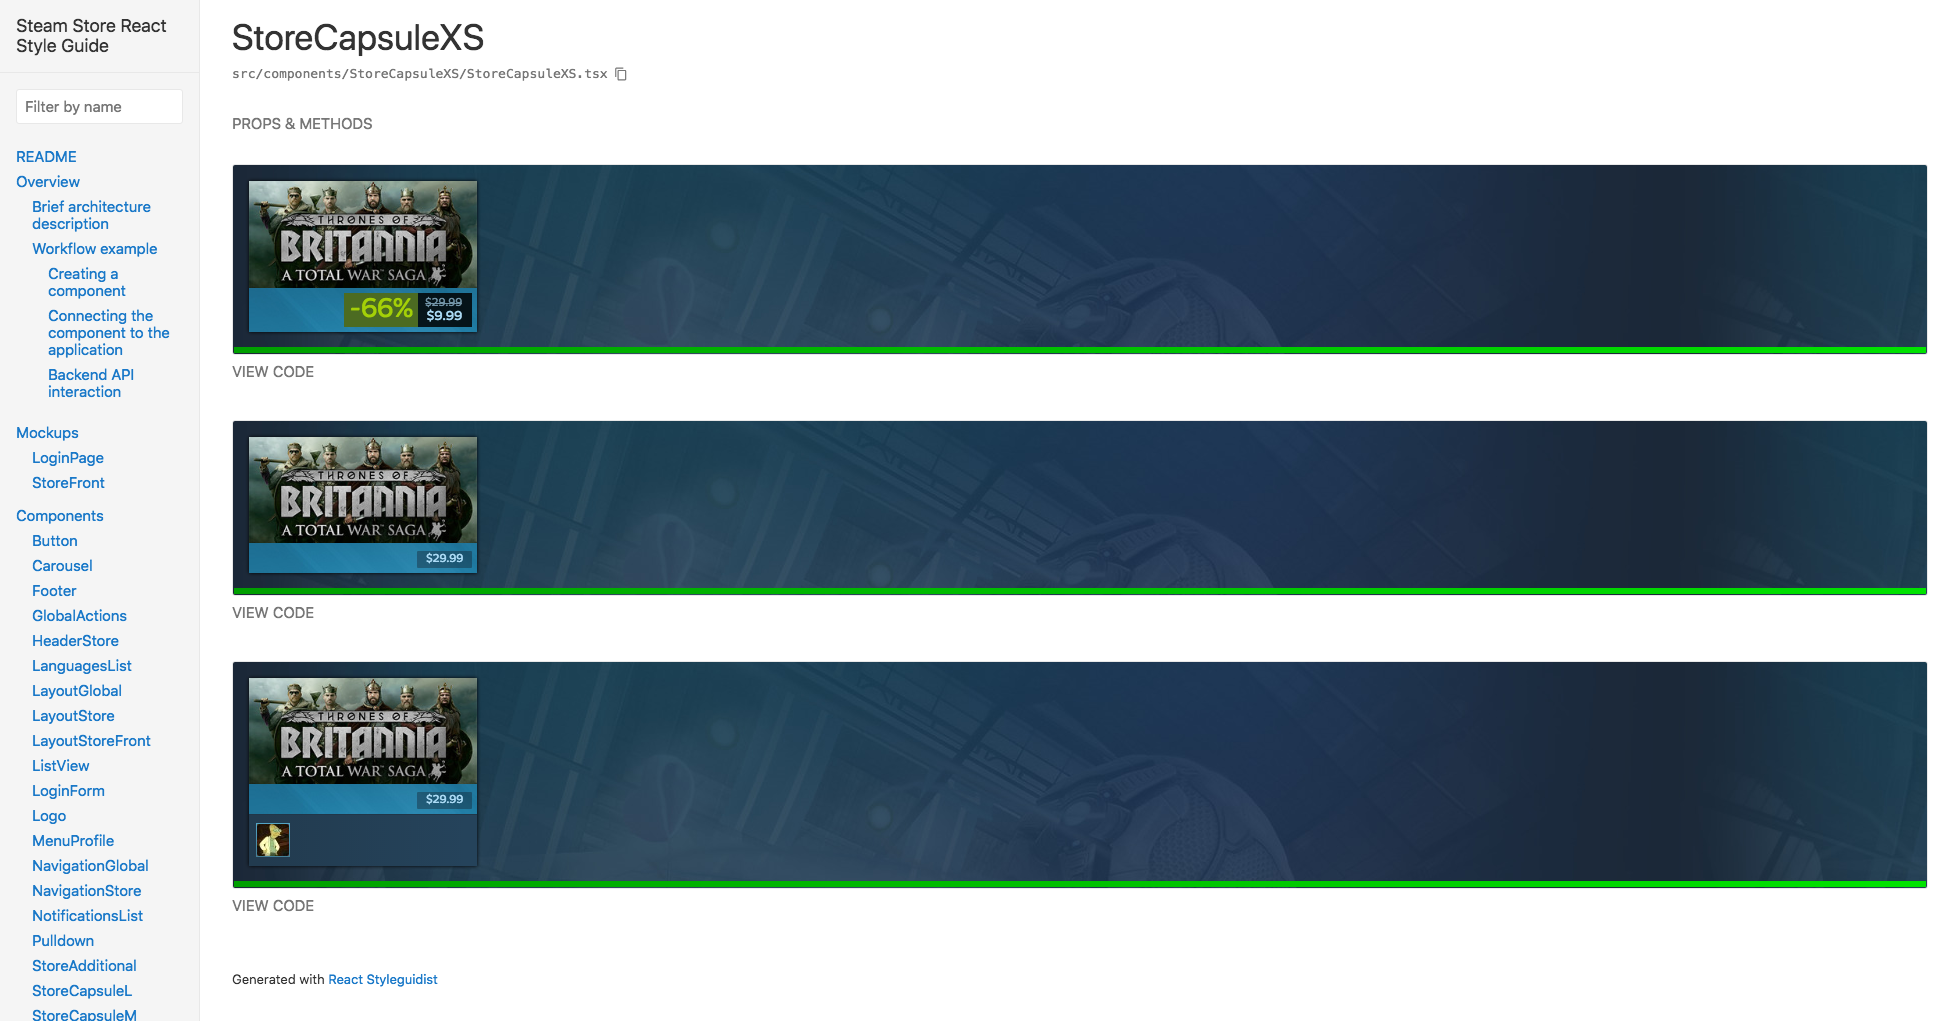 Steam Store React
Style Guide
Filter by name
README
Overview
Brief architecture
description
Workflow example
Creating a
component
Connecting the
component to the
application
Backend API
interaction
Mockups
LoginPage
StoreFront
Components
Button
Carousel
Footer
GlobalActions
HeaderStore
LanguagesList
LayoutGlobal
LayoutStore
LayoutStoreFront
ListView
LoginForm
Logo
MenuProfile
NavigationGlobal
NavigationStore
NotificationsList
Pulldown
StoreAdditional
StoreCapsuleL
StoreCapsuleM
StoreCapsuleXS
src/components/StoreCapsuleXS/StoreCapsuleXS.tsx
PROPS & METHODS
THRONES OF
BRITANNIA
A TOTAL WAR™ SAGA
-66%
$29.99
$9.99
VIEW CODE
THRONES OF
BRITANNIA
A TOTAL WAR™ SAGA
$29.99
VIEW CODE
THRONES OF
BRITANNIA
A TOTAL WAR™ SAGA
$29.99
VIEW CODE
Generated with React Styleguidist